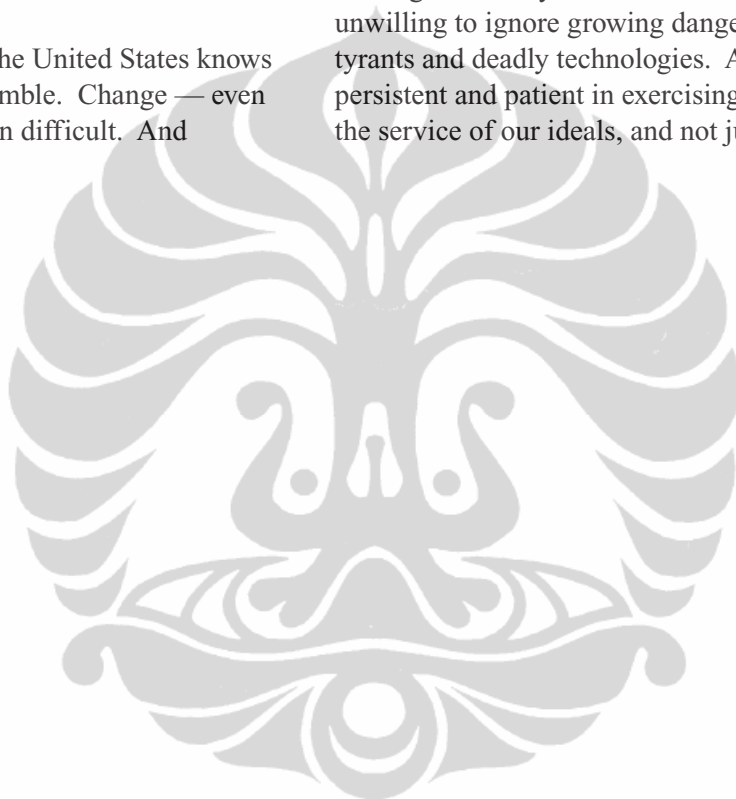 he United States knows
mble.  Change — even
n difficult.  And
unwilling to ignore growing dange
tyrants and deadly technologies.  A
persistent and patient in exercising
the service of our ideals, and not ju